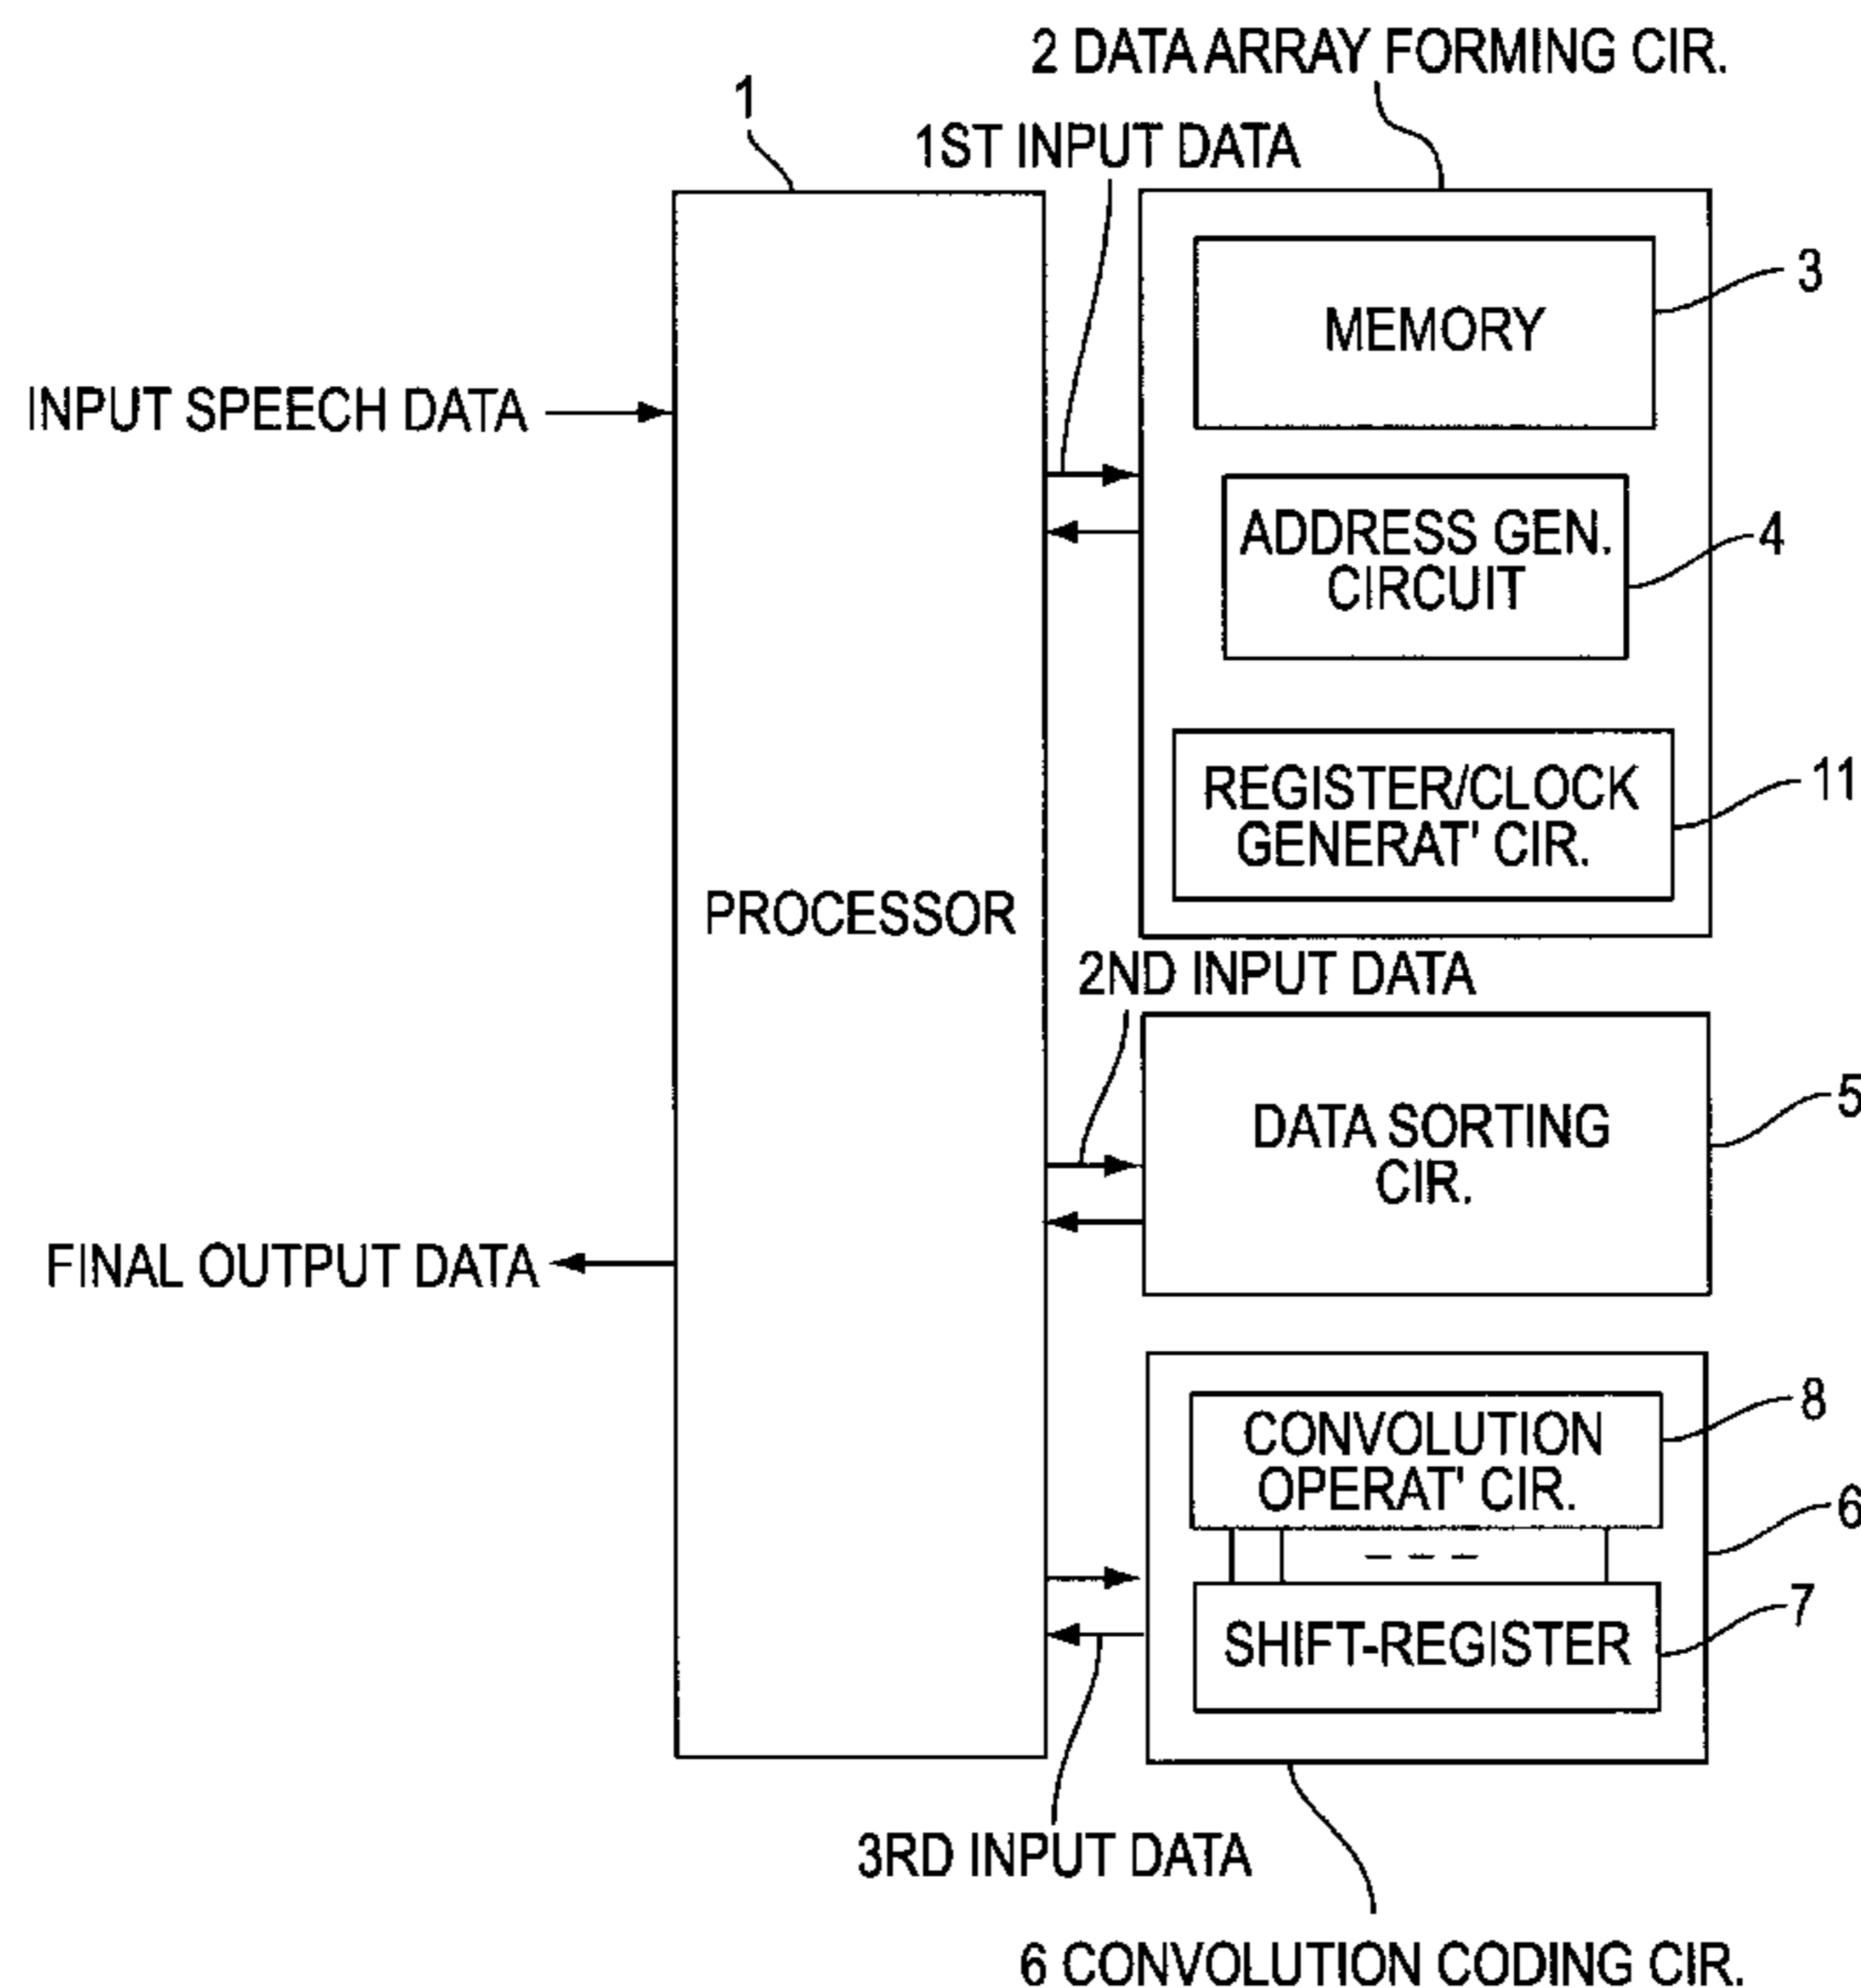 2 DATA ARRAY FORMING CIR.
1
1ST INPUT DATA
MEMORY
3
INPUT SPEECH DATA
ADDRESS GEN.
CIRCUIT
4
REGISTER/CLOCK
GENERAT' CIR.
11
PROCESSOR
2ND INPUT DATA
DATA SORTING
CIR.
5
FINAL OUTPUT DATA
CONVOLUTION
OPERAT' CIR.
8
6
SHIFT-REGISTER
7
3RD INPUT DATA
6 CONVOLUTION CODING CIR.